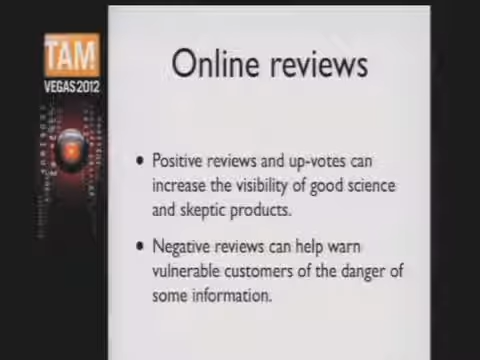 TAM!
VEGAS 2012
Online reviews
• Positive reviews and up-votes can
increase the visibility of good science
and skeptic products.
• Negative reviews can help warn
vulnerable customers of the danger of
some information.